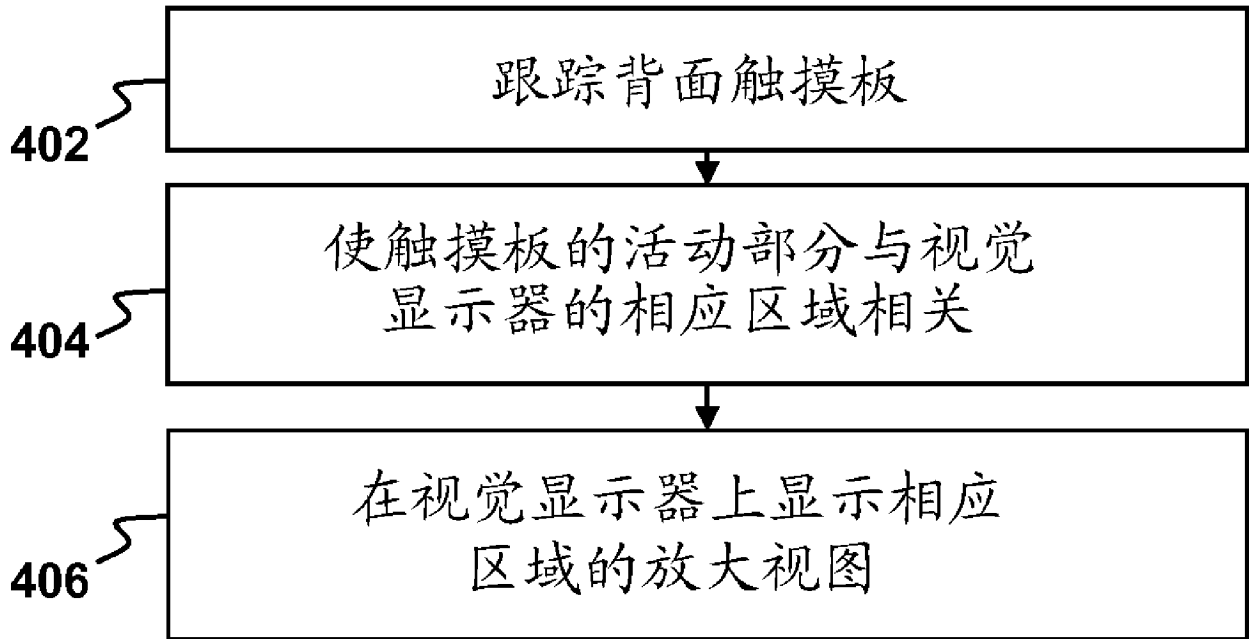 跟踪背面触摸板
402
使触摸板的活动部分与视觉
显示器的相应区域相关
404
在视觉显示器上显示相应
区域的放大视图
406